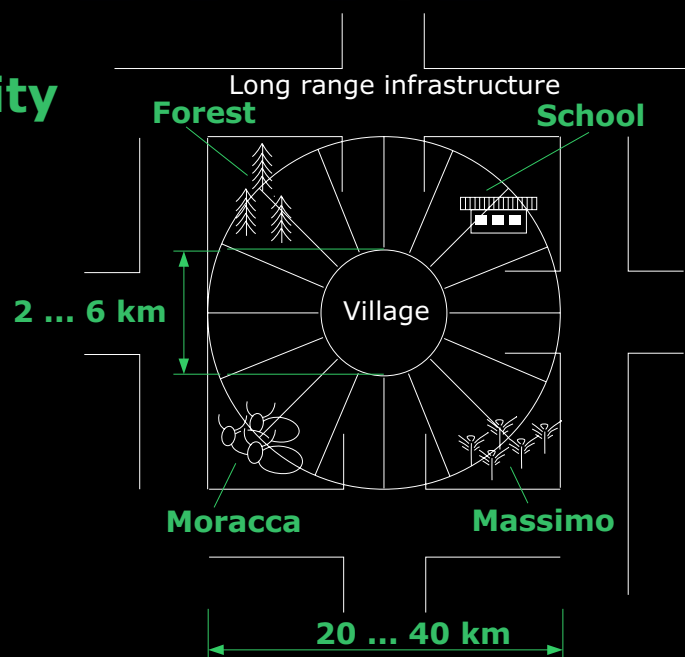 ity
Long range infrastructure
Forest
School
2 ... 6 km
Village
Moracca
Massimo
20 ... 40 km